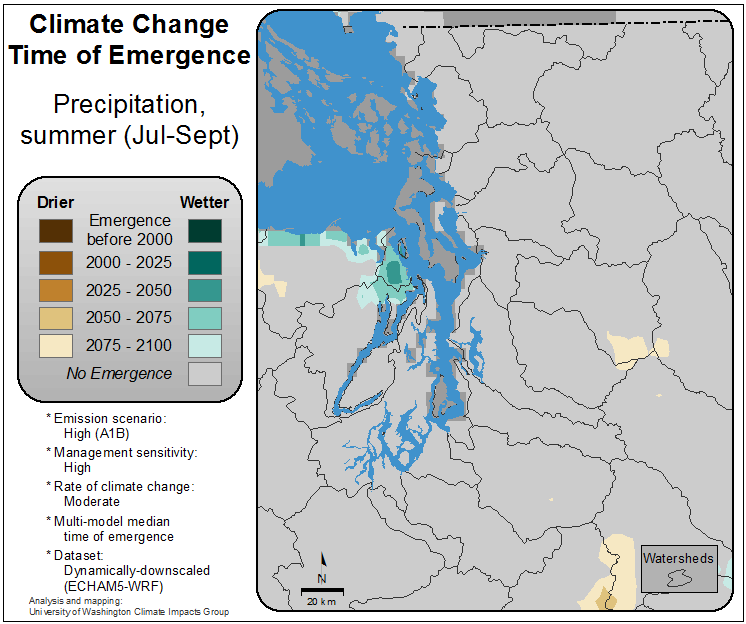 Climate Change
Time of Emergence
Precipitation,
summer (Jul-Sept)
Drier
Wetter
Emergence
before 2000
2000 - 2025
2025 - 2050
2050 - 2075
2075 - 2100
No Emergence
* Emission scenario:
High (A1B)
* Management sensitivity:
High
* Rate of climate change:
Moderate
* Multi-model median
time of emergence
* Dataset:
Dynamically-downscaled
(ECHAM5-WRF)
Analysis and mapping:
University of Washington Climate Impacts Group
N
20 km
Watersheds